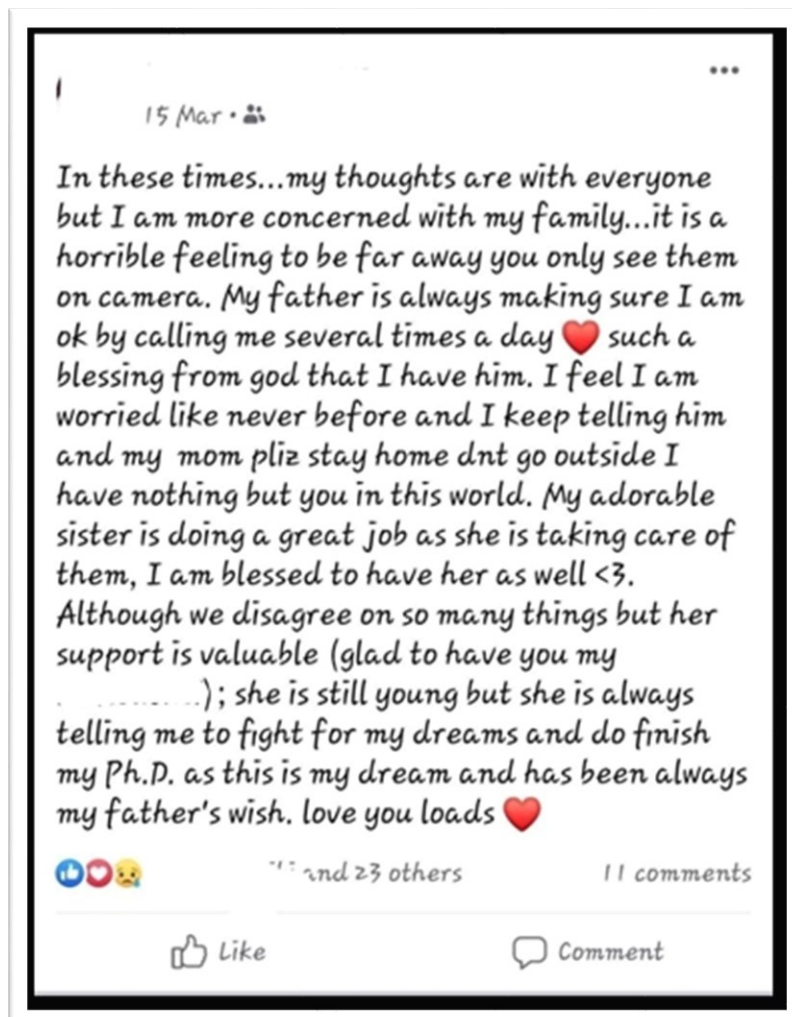 15 Mar •
In these times...my thoughts are with everyone
but I am more concerned with my family...it is a
horrible feeling to be far away you only see them
on camera. My father is always making sure I am
ok by calling me several times a day ❤️ such a
blessing from god that I have him. I feel I am
worried like never before and I keep telling him
and my mom pliz stay home dnt go outside I
have nothing but you in this world. My adorable
sister is doing a great job as she is taking care of
them, I am blessed to have her as well <3.
Although we disagree on so many things but her
support is valuable (glad to have you my
); she is still young but she is always
telling me to fight for my dreams and do finish
my Ph.D. as this is my dream and has been always
my father's wish. love you loads ❤️
and 23 others 11 comments
Like Comment